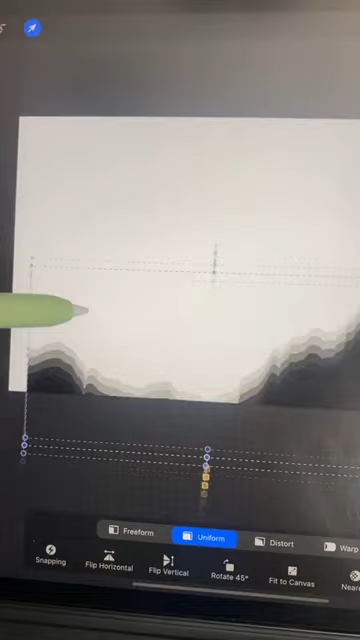 Freeform Uniform Distort Warp
Snapping Flip Horizontal Flip Vertical Rotate 45° Fit to Canvas